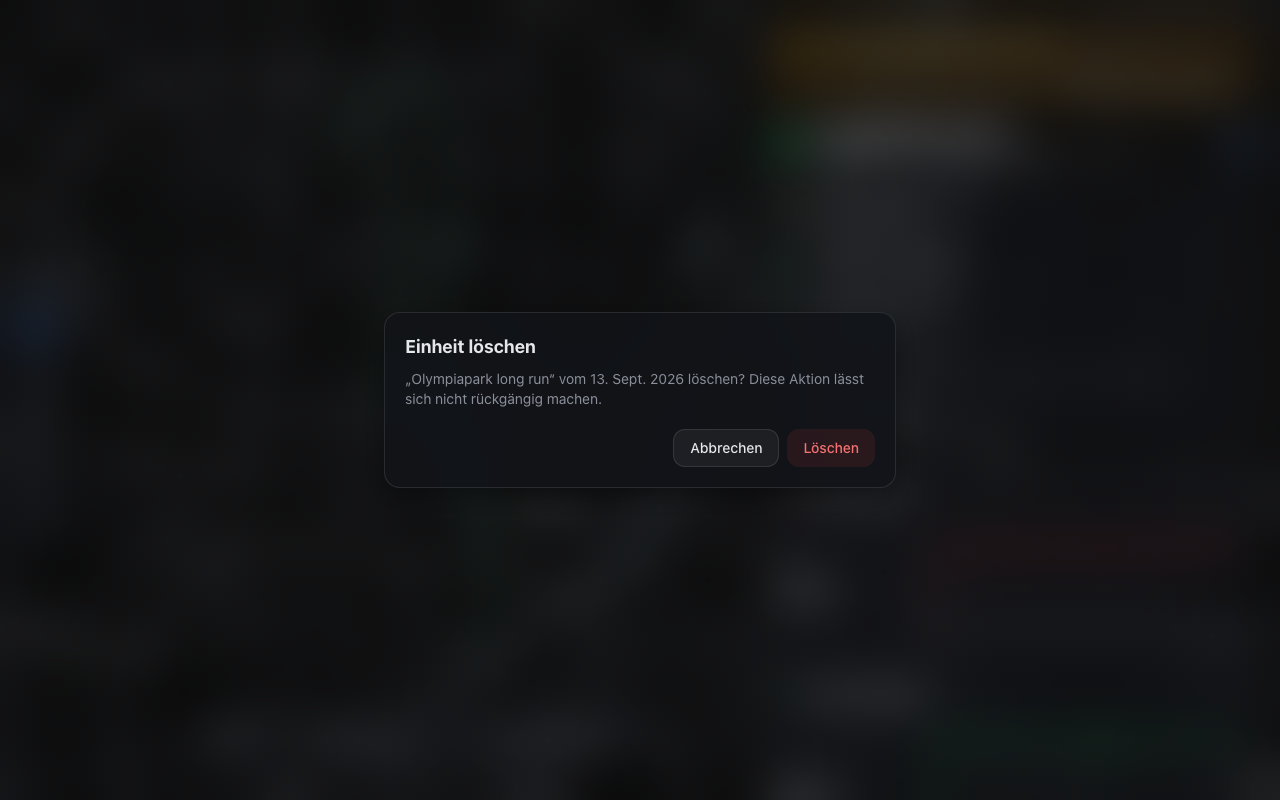 Einheit löschen
„Olympiapark long run“ vom 13. Sept. 2026 löschen? Diese Aktion lässt
sich nicht rückgängig machen.
Abbrechen
Löschen